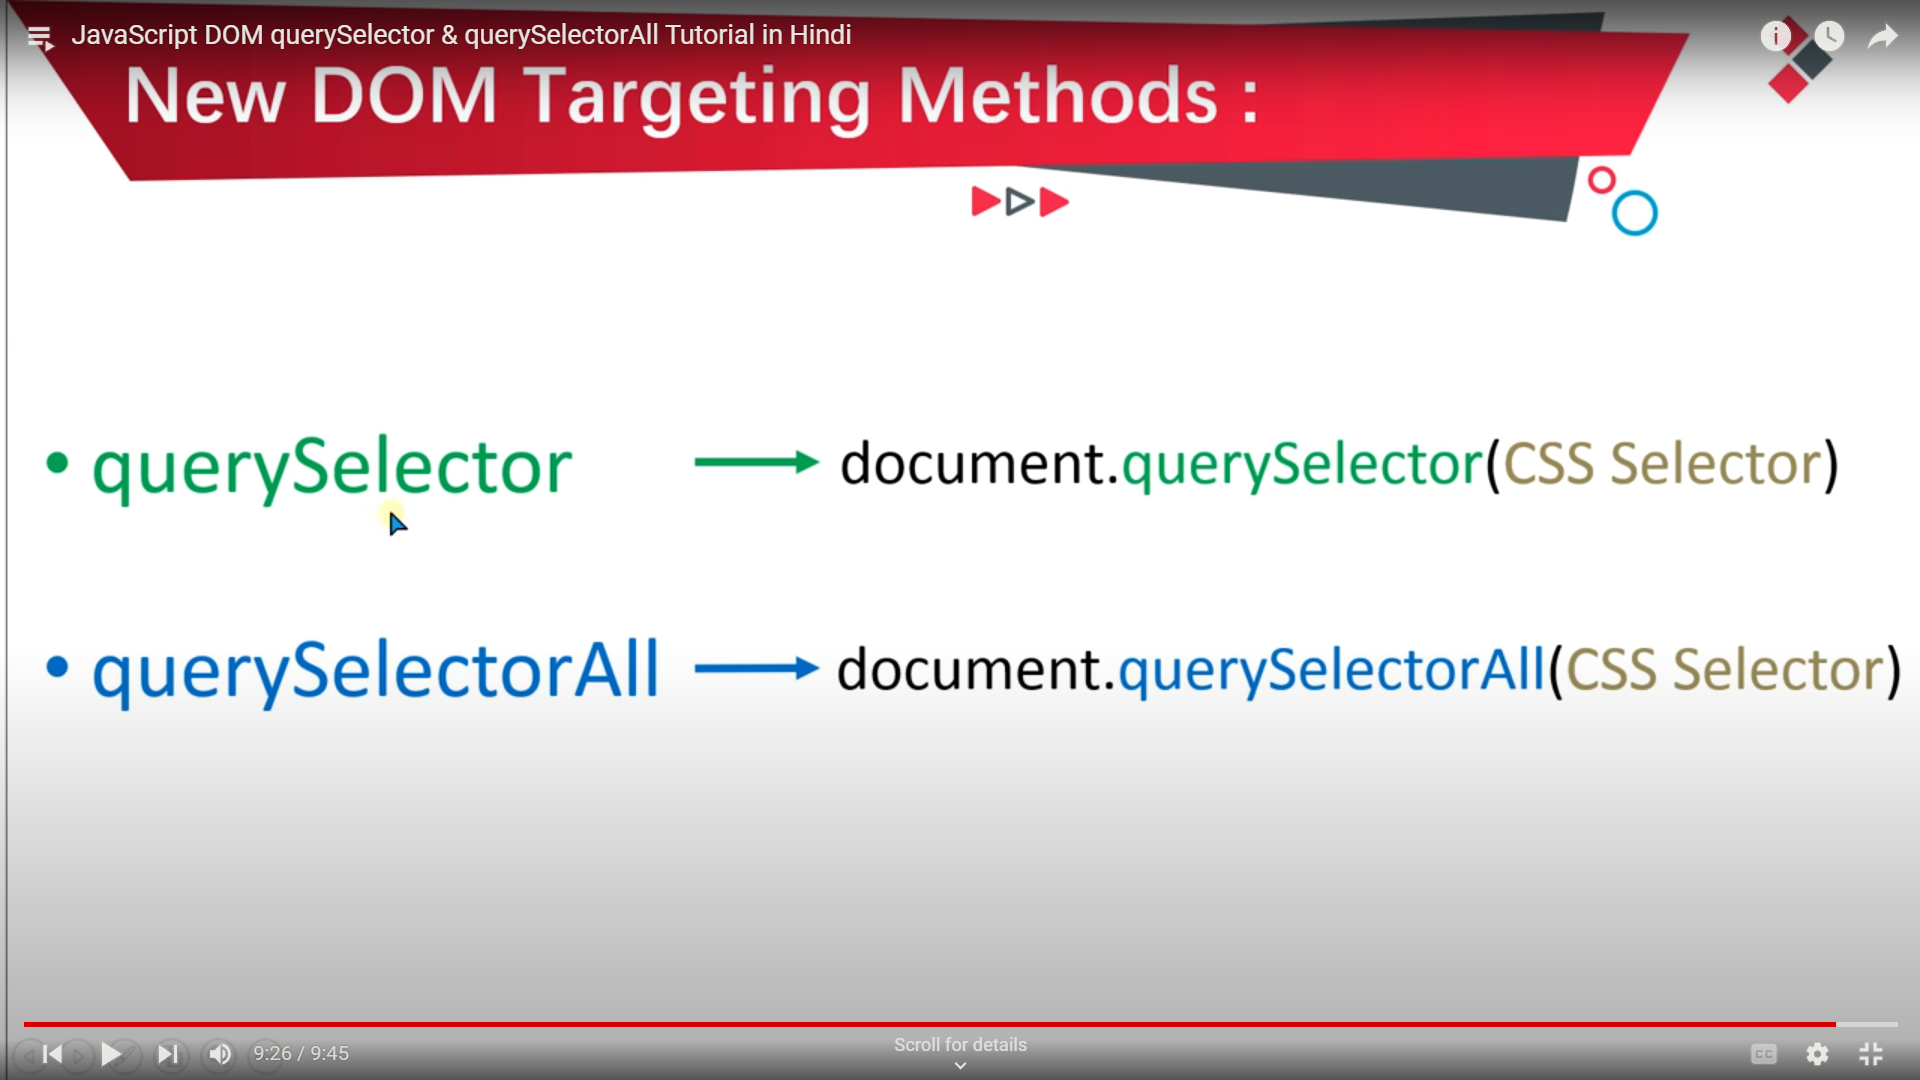 JavaScript DOM querySelector & querySelectorAll Tutorial in Hindi
New DOM Targeting Methods :
• querySelector document.querySelector(CSS Selector)
• querySelectorAll document.querySelectorAll(CSS Selector)
Scroll for details
9:26 / 9:45
CC